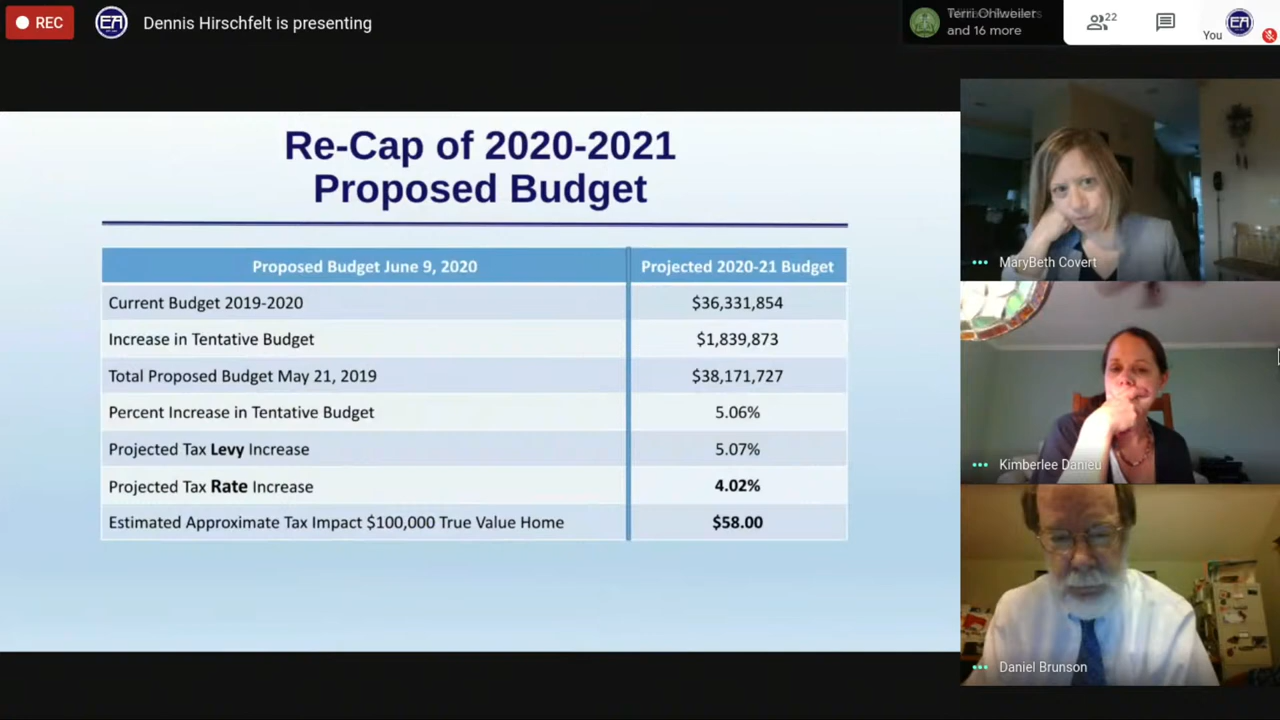 REC
EA
Dennis Hirschfelt is presenting
Terri Ohlweiler
and 16 more
22
You
EA
Re-Cap of 2020-2021
Proposed Budget
Proposed Budget June 9, 2020 Projected 2020-21 Budget
Current Budget 2019-2020 $36,331,854
Increase in Tentative Budget $1,839,873
Total Proposed Budget May 21, 2019 $38,171,727
Percent Increase in Tentative Budget 5.06%
Projected Tax Levy Increase 5.07%
Projected Tax Rate Increase 4.02%
Estimated Approximate Tax Impact $100,000 True Value Home $58.00
MaryBeth Covert
Kimberlee Danieu
Daniel Brunson